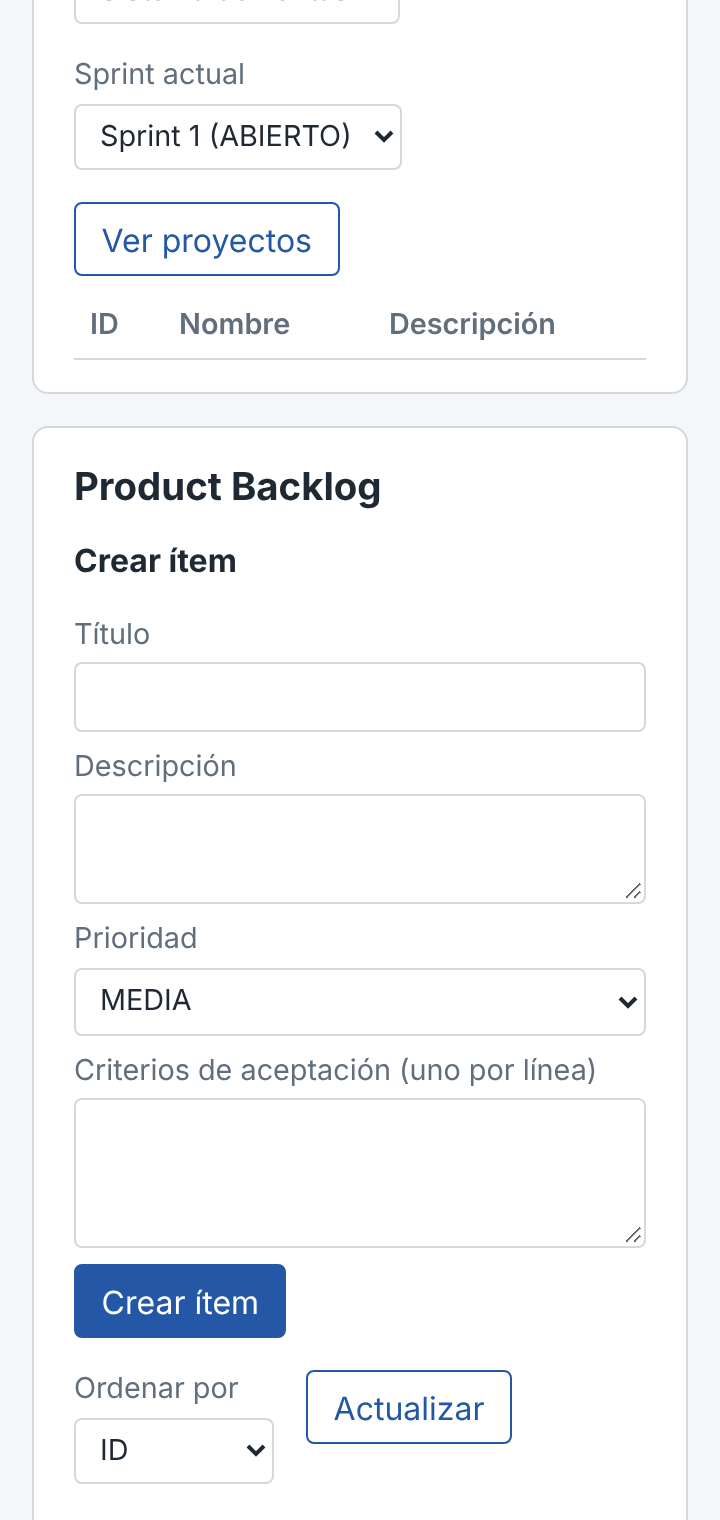 Sprint actual
Sprint 1 (ABIERTO)
Ver proyectos
ID Nombre Descripción
Product Backlog
Crear ítem
Título
Descripción
Prioridad
MEDIA
Criterios de aceptación (uno por línea)
Crear ítem
Ordenar por
Actualizar
ID